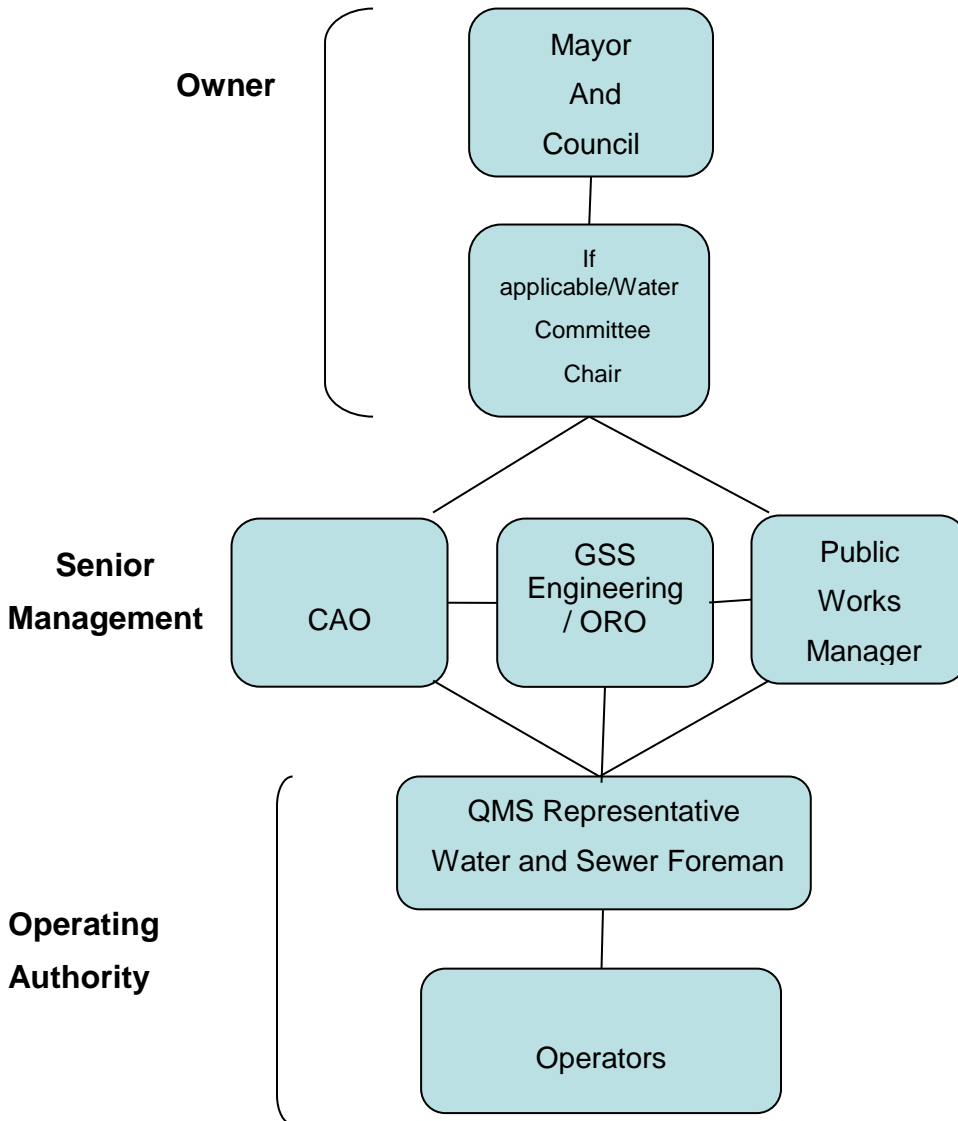 Owner
Mayor
And
Council
If
applicable/Water
Committee
Chair
Senior
Management
CAO
GSS
Engineering
/ ORO
Public
Works
Manager
Operating
Authority
QMS Representative
Water and Sewer Foreman
Operators